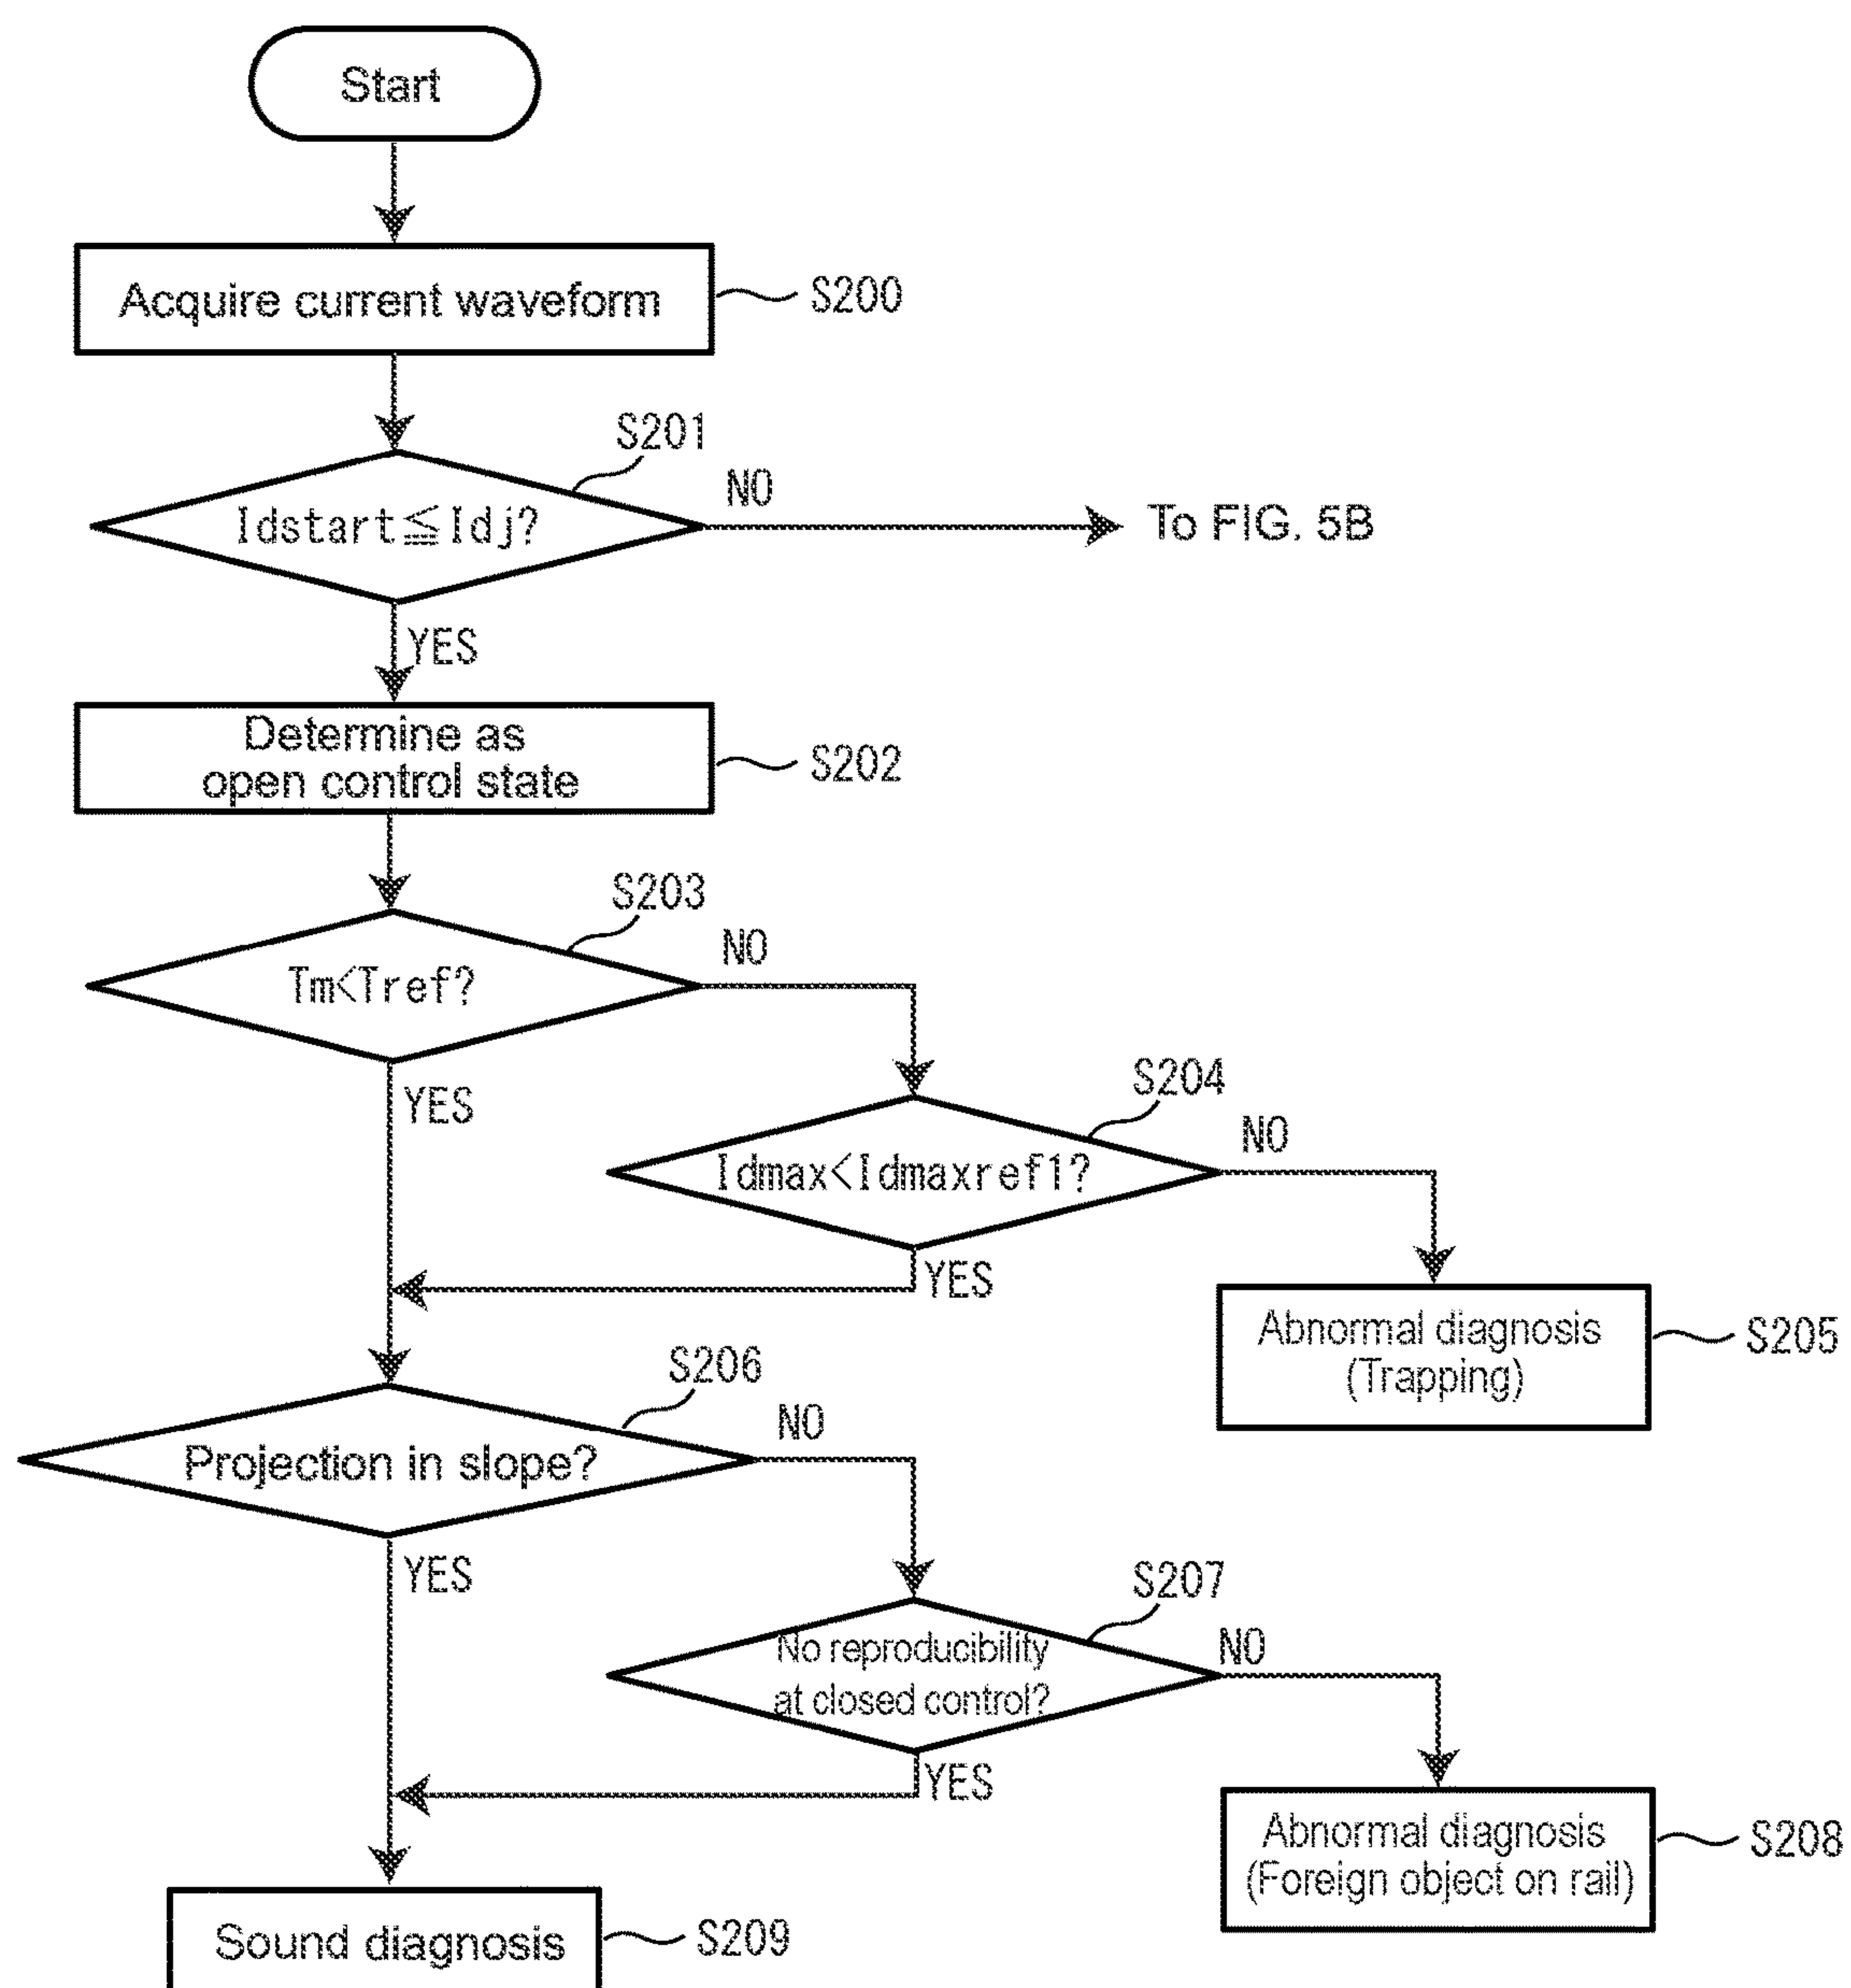 Start
Acquire current waveform
S200
S201
Idstart≦Idj?
NO
To FIG. 5B
YES
Determine as
open control state
S202
S203
Tm<Tref?
NO
YES
S204
Idmax<Idmaxref1?
NO
YES
Abnormal diagnosis
(Trapping)
S205
S206
Projection in slope?
NO
YES
S207
No reproducibility
at closed control?
NO
YES
Abnormal diagnosis
(Foreign object on rail)
S208
Sound diagnosis
S209